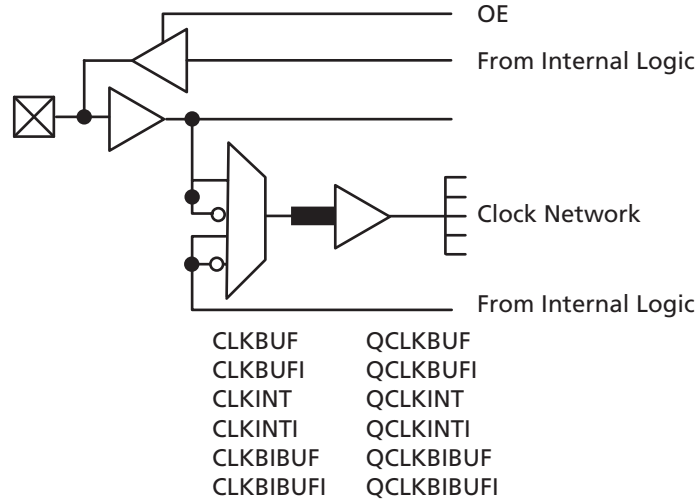 OE
From Internal Logic
Clock Network
From Internal Logic
CLKBUF QCLKBUF
CLKBUFI QCLKBUFI
CLKINT QCLKINT
CLKINTI QCLKINTI
CLKBIBUF QCLKBIBUF
CLKBIBUFI QCLKBIBUFI